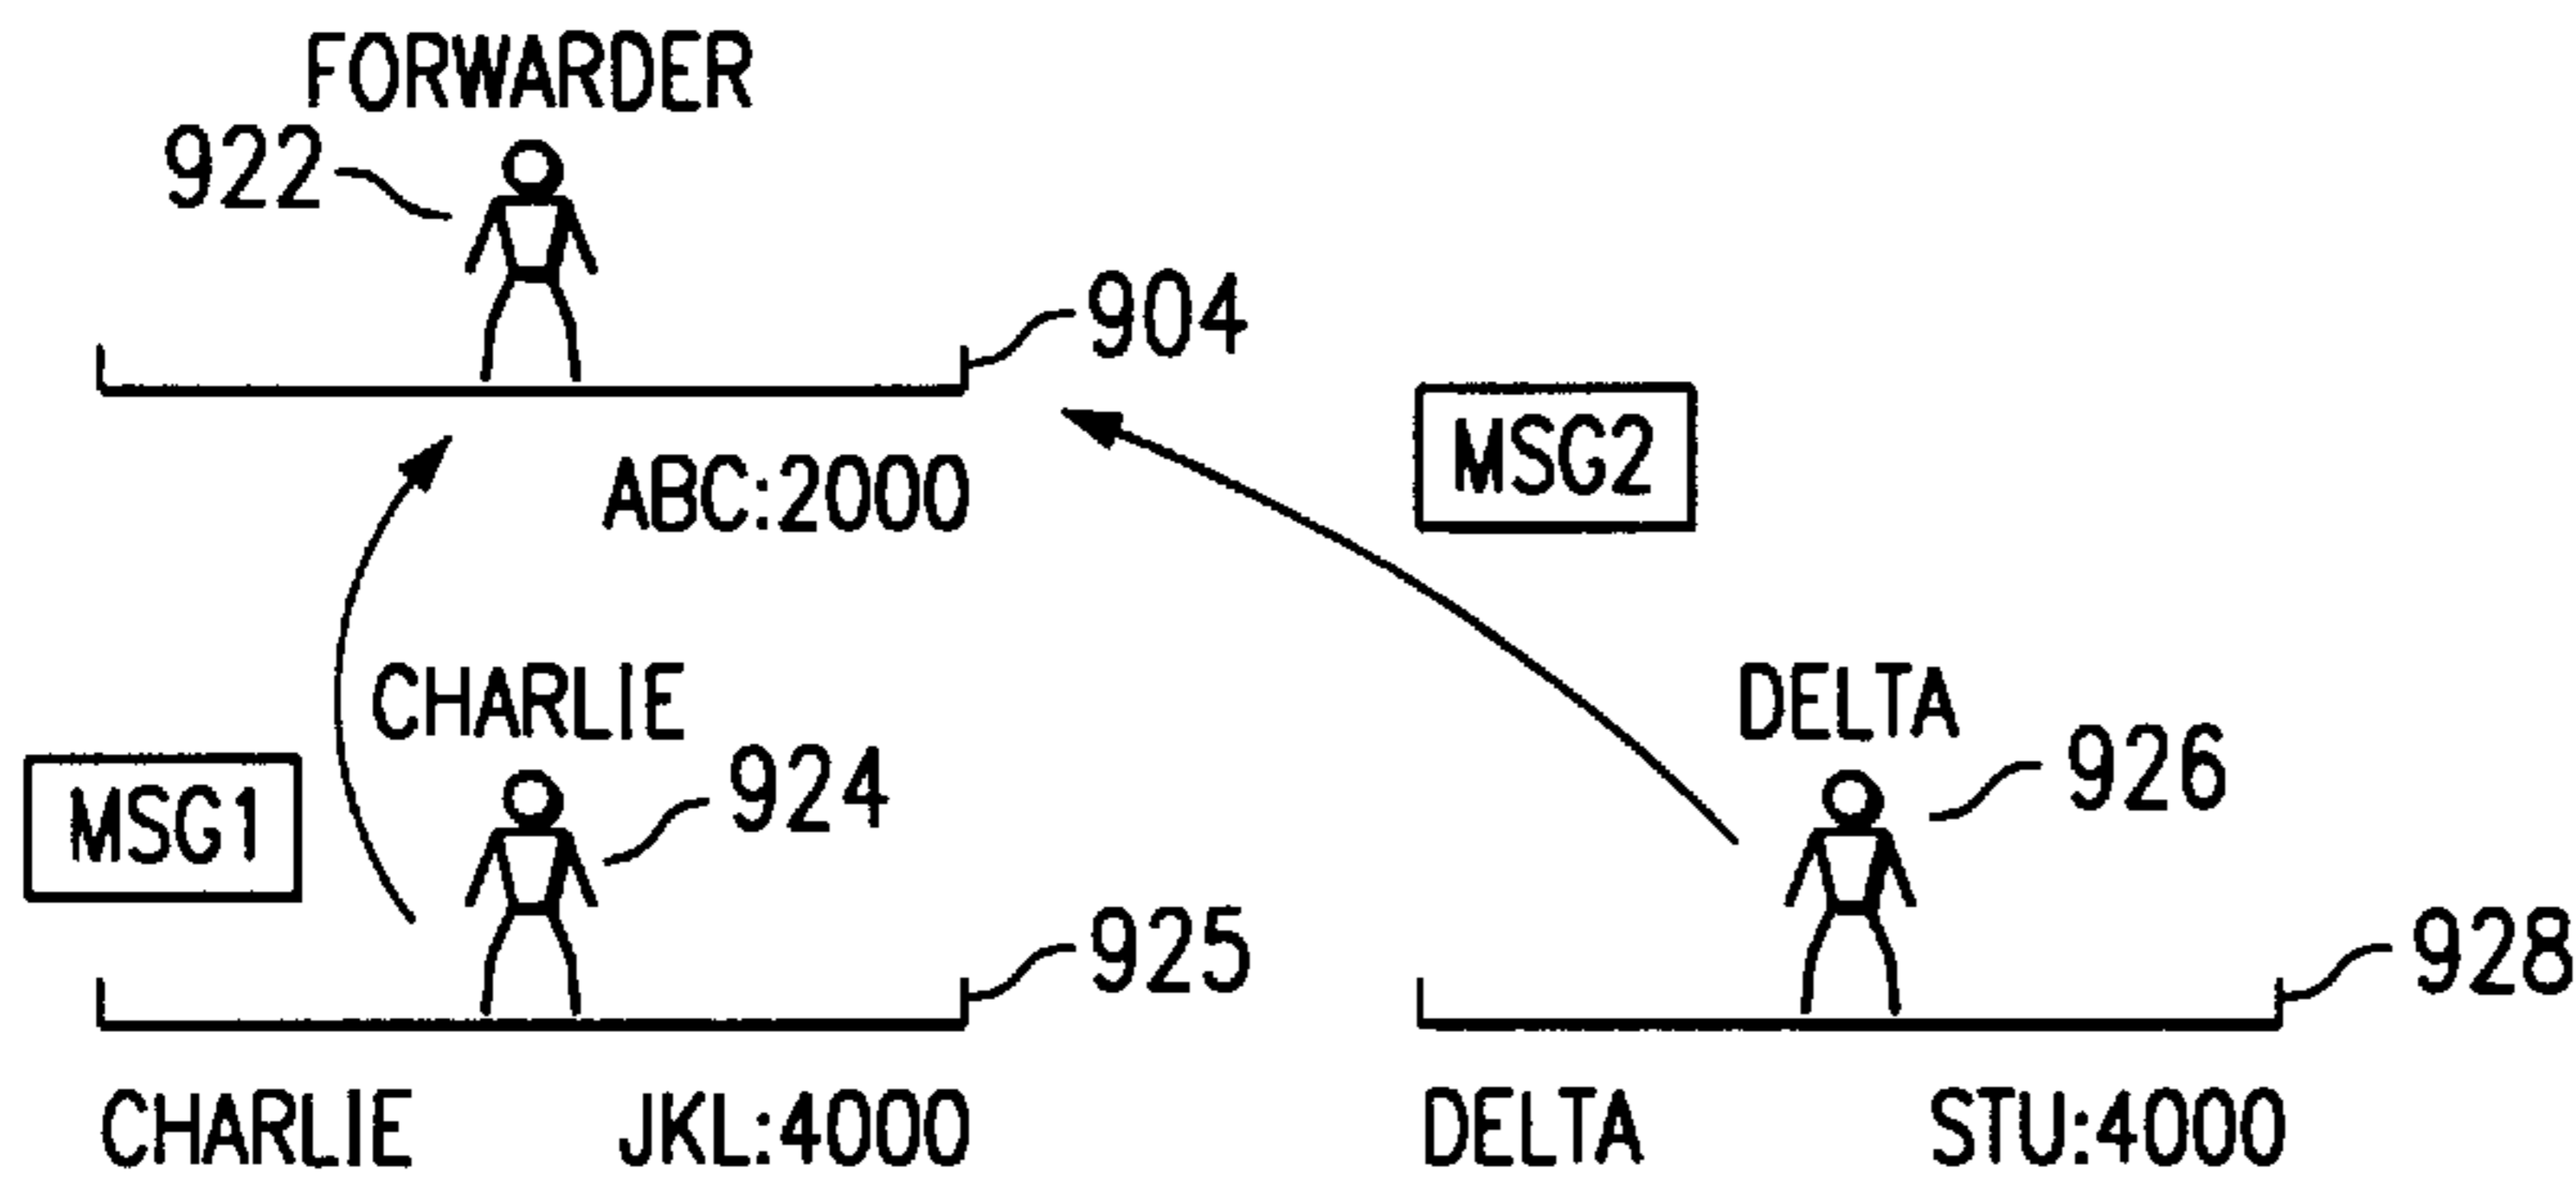 FORWARDER
922
904
ABC:2000
MSG2
CHARLIE
DELTA
MSG1
924
926
925
928
CHARLIE JKL:4000
DELTA STU:4000